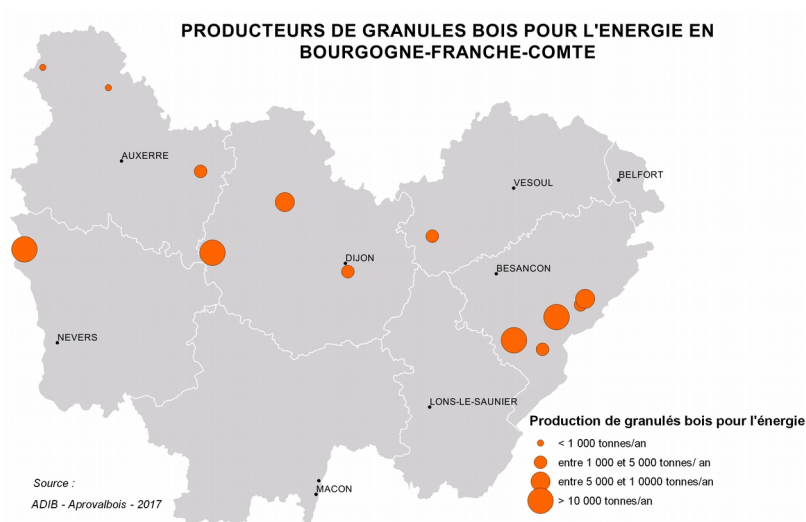 PRODUCTEURS DE GRANULES BOIS POUR L'ENERGIE EN
BOURGOGNE-FRANCHE-COMTE
AUXERRE
BELFORT
VESOUL
DIJON
BESANCON
NEVERS
LONS-LE-SAUNIER
MACON
Production de granulés bois pour l'énergie
< 1 000 tonnes/an
entre 1 000 et 5 000 tonnes/ an
entre 5 000 et 1 0000 tonnes/an
> 10 000 tonnes/an
Source :
ADIB - Aprovalbois - 2017